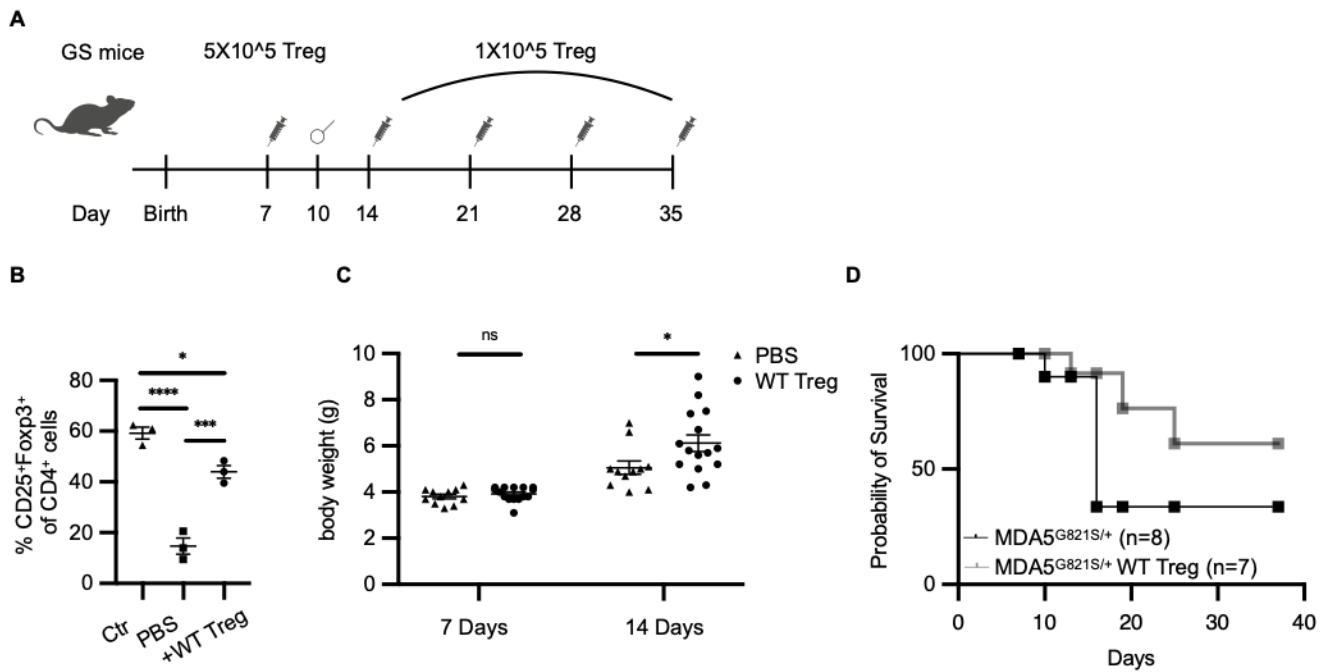 A
GS mice
5X10^5 Treg
1X10^5 Treg
Day Birth 7 10 14 21 28 35
B
% CD25⁺Foxp3⁺
of CD4⁺ cells
80
60
40
20
0
*
****
***
Ctr
PBS
+WT Treg
C
body weight (g)
10
8
6
4
2
0
ns
*
PBS
WT Treg
7 Days
14 Days
D
Probability of Survival
100
50
0
MDA5ᴳ⁸²¹ˢ/⁺ (n=8)
MDA5ᴳ⁸²¹ˢ/⁺ WT Treg (n=7)
0 10 20 30 40
Days